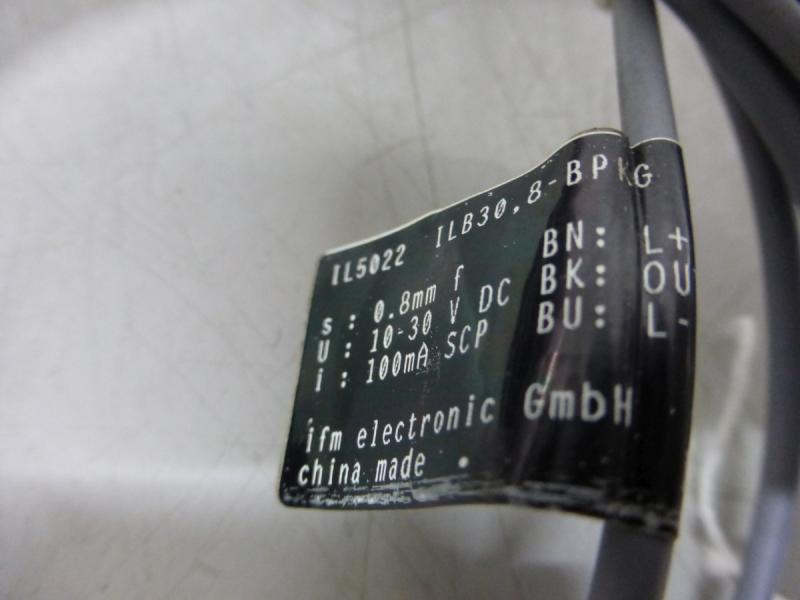 IL5022 ILB30,8-BPKG
s: 0.8mm f BN: L+
U: 10-30 V DC BK: OU
i: 100mA SCP BU: L-
ifm electronic GmbH
china made